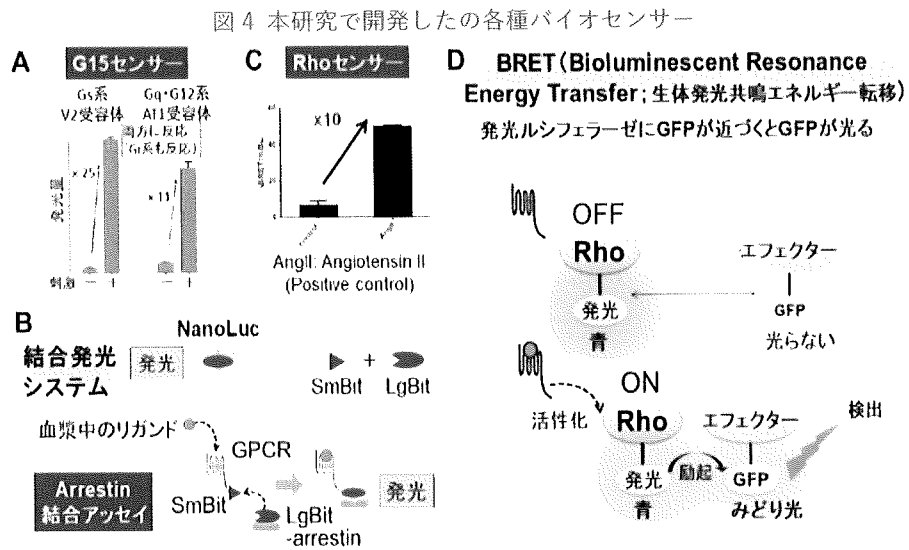 図 4 本研究で開発したの各種バイオセンサー
A G15センサー
Gs系
V2受容体
Gq・G12系
AT1受容体
両方に反応
Gi系も反応)
発光量
×25
×11
刺激 − + − +
C Rhoセンサー
×10
AngII: Angiotensin II
(Positive control)
B
結合発光
システム
発光
NanoLuc
SmBit + LgBit
血漿中のリガンド
GPCR
Arrestin
結合アッセイ
SmBit
LgBit
-arrestin
発光
D BRET(Bioluminescent Resonance
Energy Transfer; 生体発光共鳴エネルギー転移)
発光ルシフェラーゼにGFPが近づくとGFPが光る
OFF
Rho
発光
青
エフェクター
GFP
光らない
活性化
ON
Rho
発光
青
励起
エフェクター
GFP
みどり光
検出